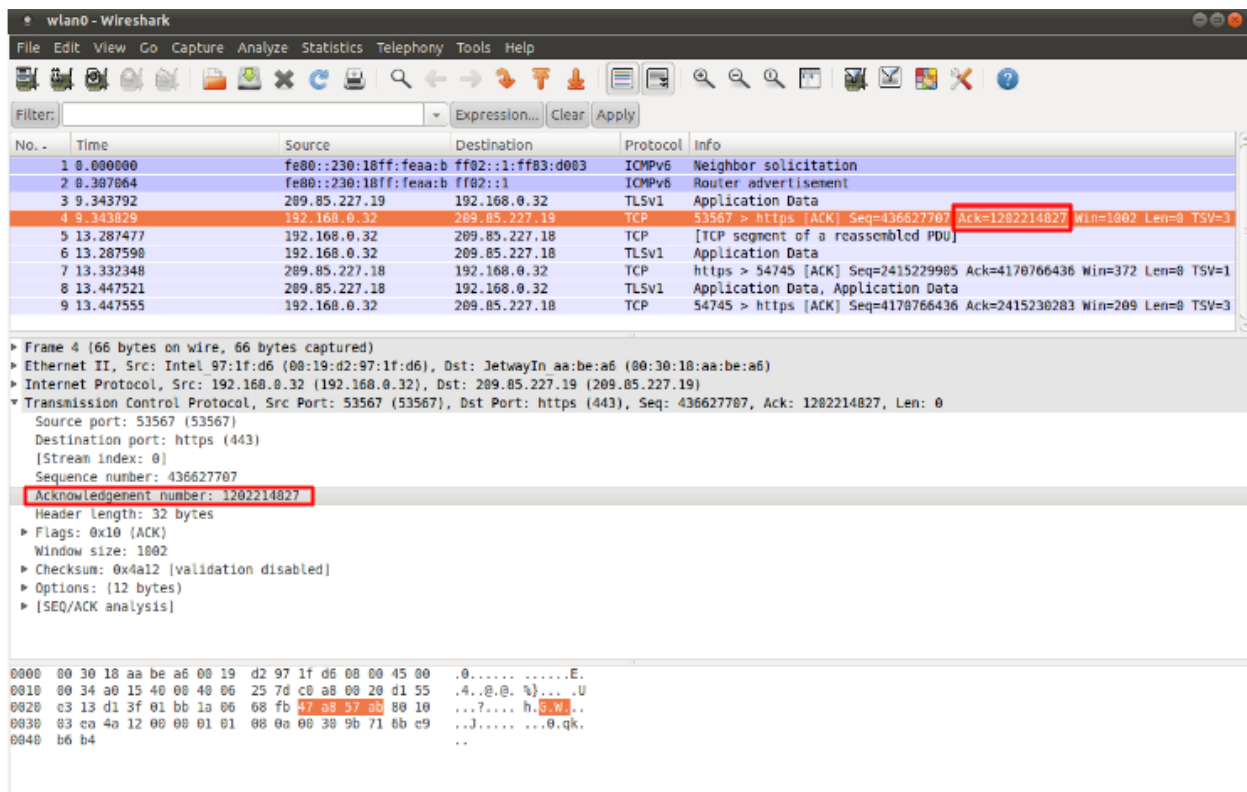 wlan0 - Wireshark
File Edit View Go Capture Analyze Statistics Telephony Tools Help
Filter: Expression... Clear Apply
No. . Time Source Destination Protocol Info
1 0.000000 fe80::230:18ff:feaa:b ff02::1:ff83:d003 ICMPv6 Neighbor solicitation
2 0.307064 fe80::230:18ff:feaa:b ff02::1 ICMPv6 Router advertisement
3 9.343792 209.85.227.19 192.168.0.32 TLSv1 Application Data
4 9.343829 192.168.0.32 209.85.227.19 TCP 53567 > https [ACK] Seq=436627707 Ack=1202214827 Win=1002 Len=0 TSV=3
5 13.287477 192.168.0.32 209.85.227.18 TCP [TCP segment of a reassembled PDU]
6 13.287590 192.168.0.32 209.85.227.18 TLSv1 Application Data
7 13.332348 209.85.227.18 192.168.0.32 TCP https > 54745 [ACK] Seq=2415229905 Ack=4170766436 Win=372 Len=0 TSV=1
8 13.447521 209.85.227.18 192.168.0.32 TLSv1 Application Data, Application Data
9 13.447555 192.168.0.32 209.85.227.18 TCP 54745 > https [ACK] Seq=4170766436 Ack=2415230283 Win=209 Len=0 TSV=3
Frame 4 (66 bytes on wire, 66 bytes captured)
Ethernet II, Src: Intel_97:1f:d6 (00:19:d2:97:1f:d6), Dst: JetwayIn_aa:be:a6 (00:30:18:aa:be:a6)
Internet Protocol, Src: 192.168.0.32 (192.168.0.32), Dst: 209.85.227.19 (209.85.227.19)
Transmission Control Protocol, Src Port: 53567 (53567), Dst Port: https (443), Seq: 436627707, Ack: 1202214827, Len: 0
Source port: 53567 (53567)
Destination port: https (443)
[Stream index: 0]
Sequence number: 436627707
Acknowledgement number: 1202214827
Header length: 32 bytes
Flags: 0x10 (ACK)
Window size: 1002
Checksum: 0x4a12 [validation disabled]
Options: (12 bytes)
[SEQ/ACK analysis]
0000 00 30 18 aa be a6 00 19 d2 97 1f d6 08 00 45 00 .0...... ......E.
0010 00 34 a0 15 40 00 40 06 25 7d c0 a8 00 20 d1 55 .4..@.@. %}... .U
0020 e3 13 d1 3f 01 bb 1a 06 68 fb 47 a8 57 ab 80 10 ...?.... h.G.W...
0030 03 ea 4a 12 00 00 01 01 08 0a 00 30 9b 71 6b e9 ..J..... ...0.qk.
0040 b6 b4 ..